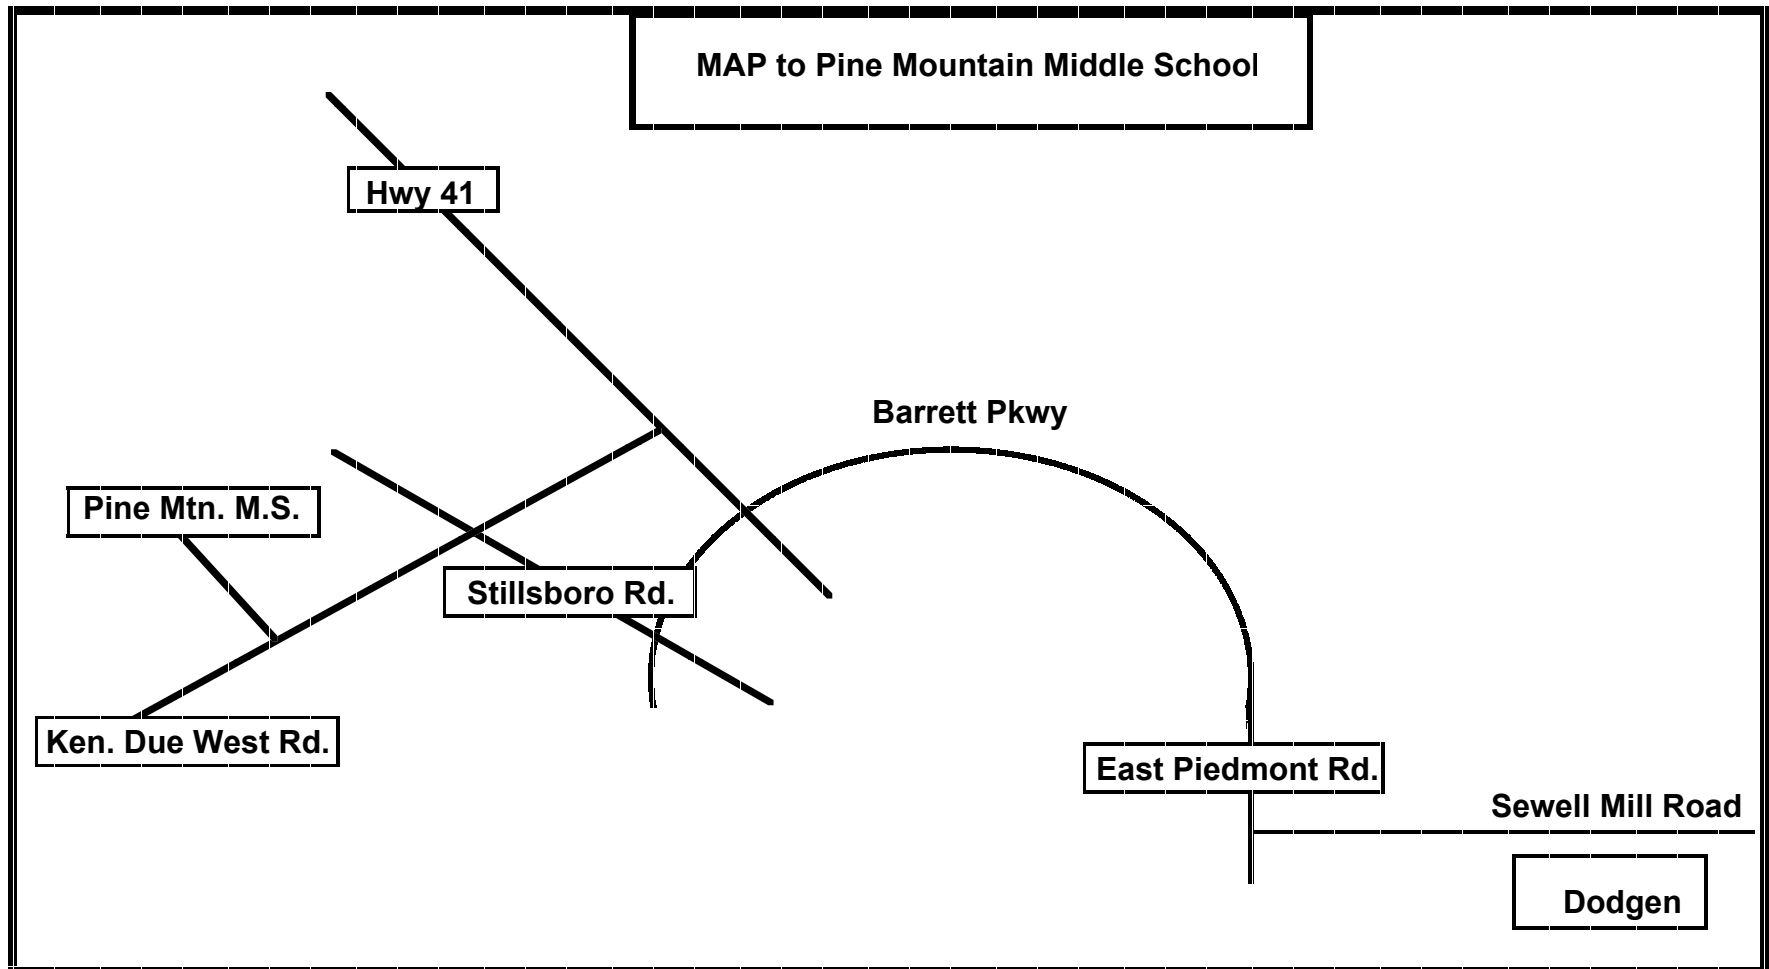 MAP to Pine Mountain Middle School
Hwy 41
Barrett Pkwy
Pine Mtn. M.S.
Stillsboro Rd.
Ken. Due West Rd.
East Piedmont Rd.
Sewell Mill Road
Dodgen